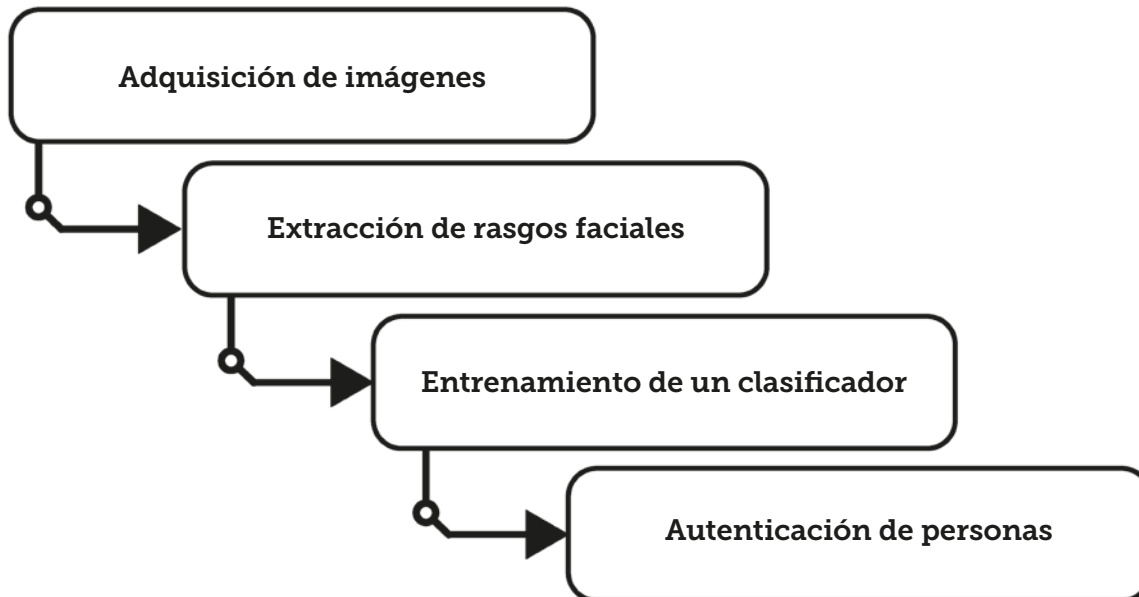 Adquisición de imágenes
Extracción de rasgos faciales
Entrenamiento de un clasificador
Autenticación de personas